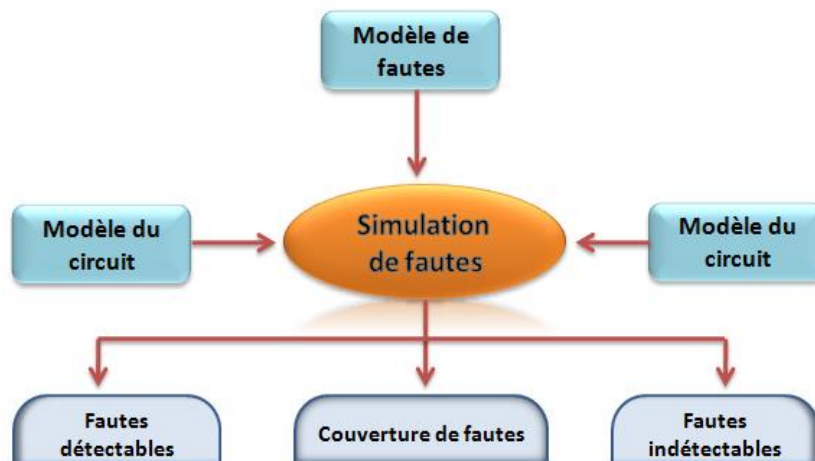 Modèle de
fautes
Modèle du
circuit
Simulation
de fautes
Modèle du
circuit
Fautes
détectables
Couverture de fautes
Fautes
indétectables